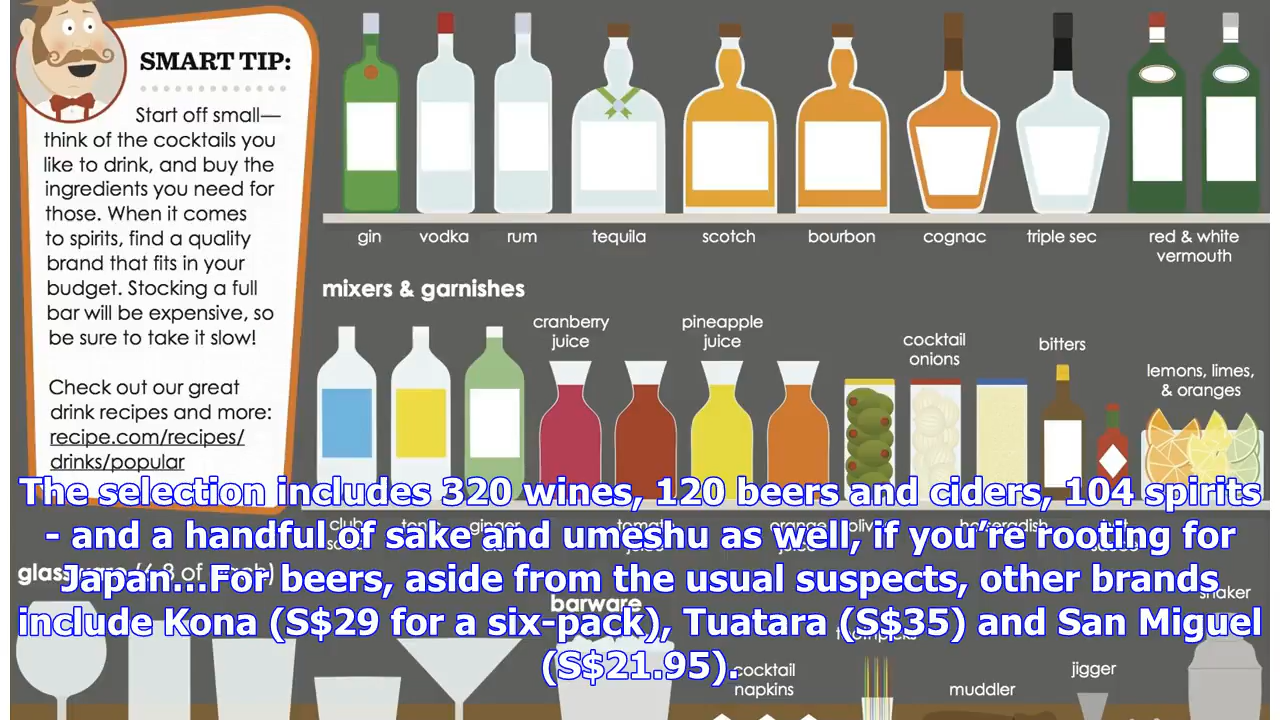 SMART TIP:
Start off small—
think of the cocktails you
like to drink, and buy the
ingredients you need for
those. When it comes
to spirits, find a quality
brand that fits in your
budget. Stocking a full
bar will be expensive, so
be sure to take it slow!
Check out our great
drink recipes and more:
recipe.com/recipes/
drinks/popular
gin
vodka
rum
tequila
scotch
bourbon
cognac
triple sec
red & white
vermouth
mixers & garnishes
cranberry
juice
pineapple
juice
cocktail
onions
bitters
lemons, limes,
& oranges
club
tonic
ginger
tomato
orange
horseradish
The selection includes 320 wines, 120 beers and ciders, 104 spirits
- and a handful of sake and umeshu as well, if you're rooting for
Japan...For beers, aside from the usual suspects, other brands
include Kona (S$29 for a six-pack), Tuatara (S$35) and San Miguel
(S$21.95).
barware
shaker
toothpicks
cocktail
napkins
muddler
jigger